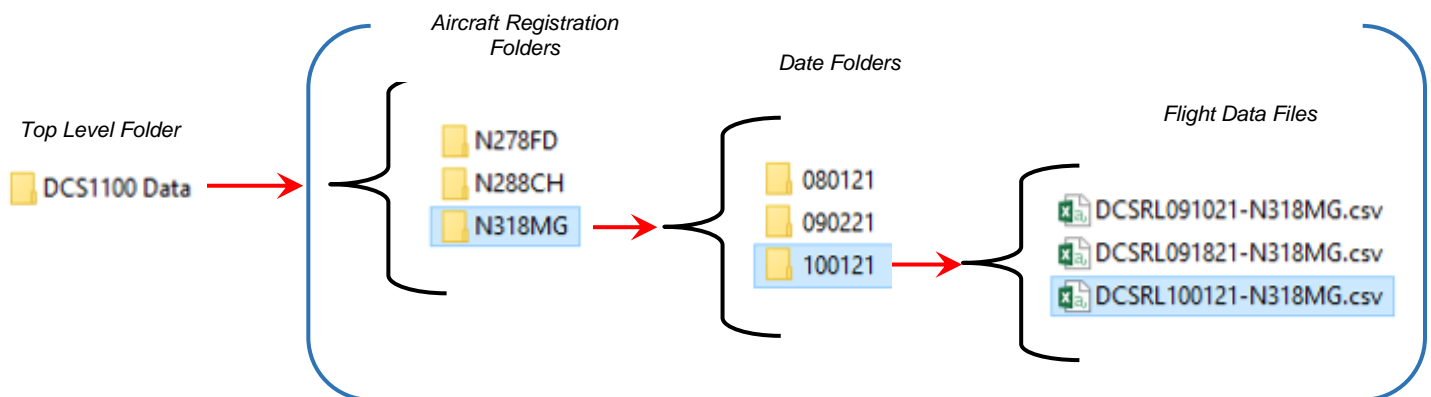 Top Level Folder
DCS1100 Data
Aircraft Registration
Folders
N278FD
N288CH
N318MG
Date Folders
080121
090221
100121
Flight Data Files
DCSRL091021-N318MG.csv
DCSRL091821-N318MG.csv
DCSRL100121-N318MG.csv